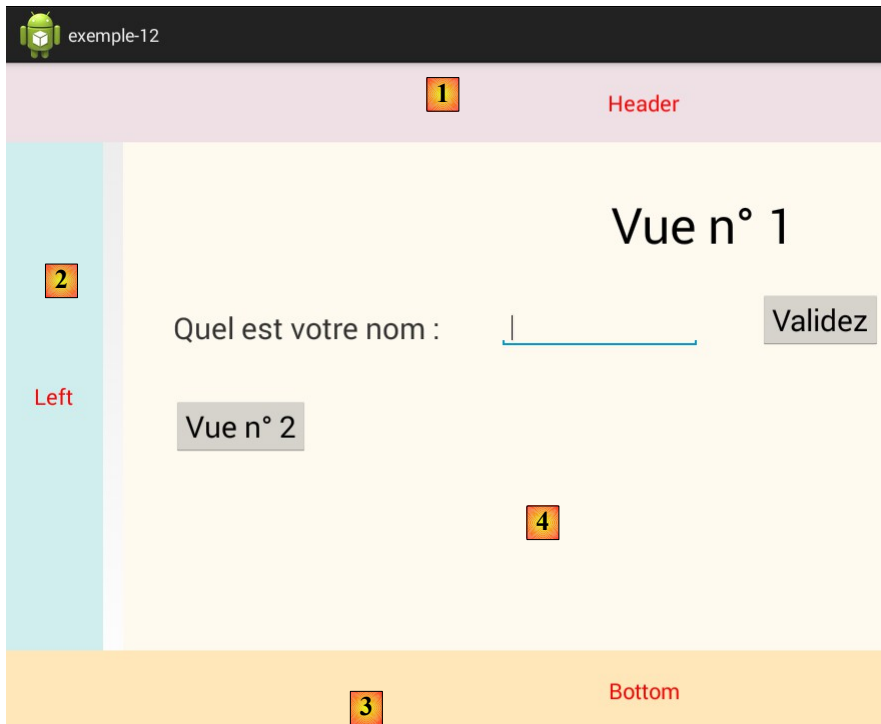 exemple-12
1
Header
Vue n° 1
2
Quel est votre nom :
Validez
Left
Vue n° 2
4
Bottom
3